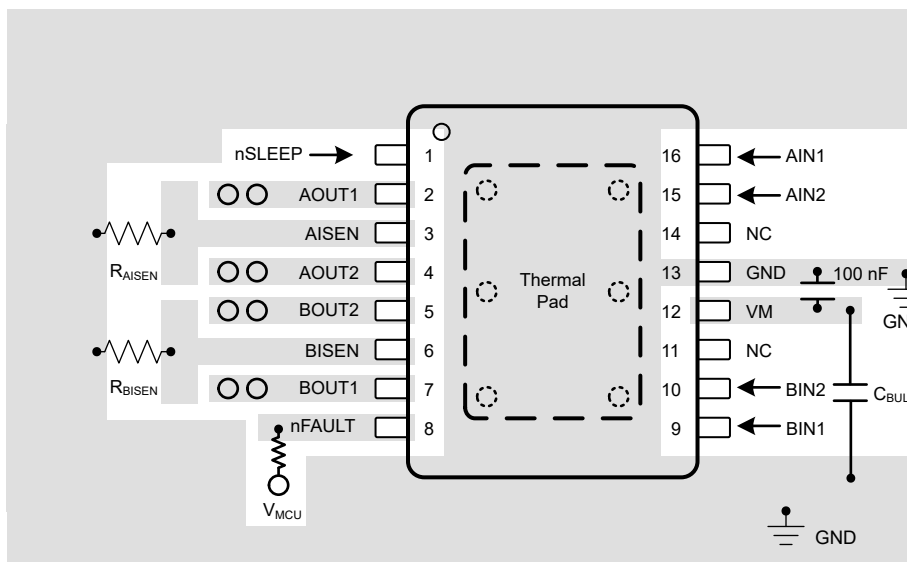 nSLEEP 1 16 AIN1
AOUT1 2 15 AIN2
AISEN 3 14 NC
RAISEN
AOUT2 4 13 GND 100 nF
Thermal
Pad
BOUT2 5 12 VM GN
BISEN 6 11 NC
RBISEN
BOUT1 7 10 BIN2 CBUL
nFAULT 8 9 BIN1
VMCU
GND